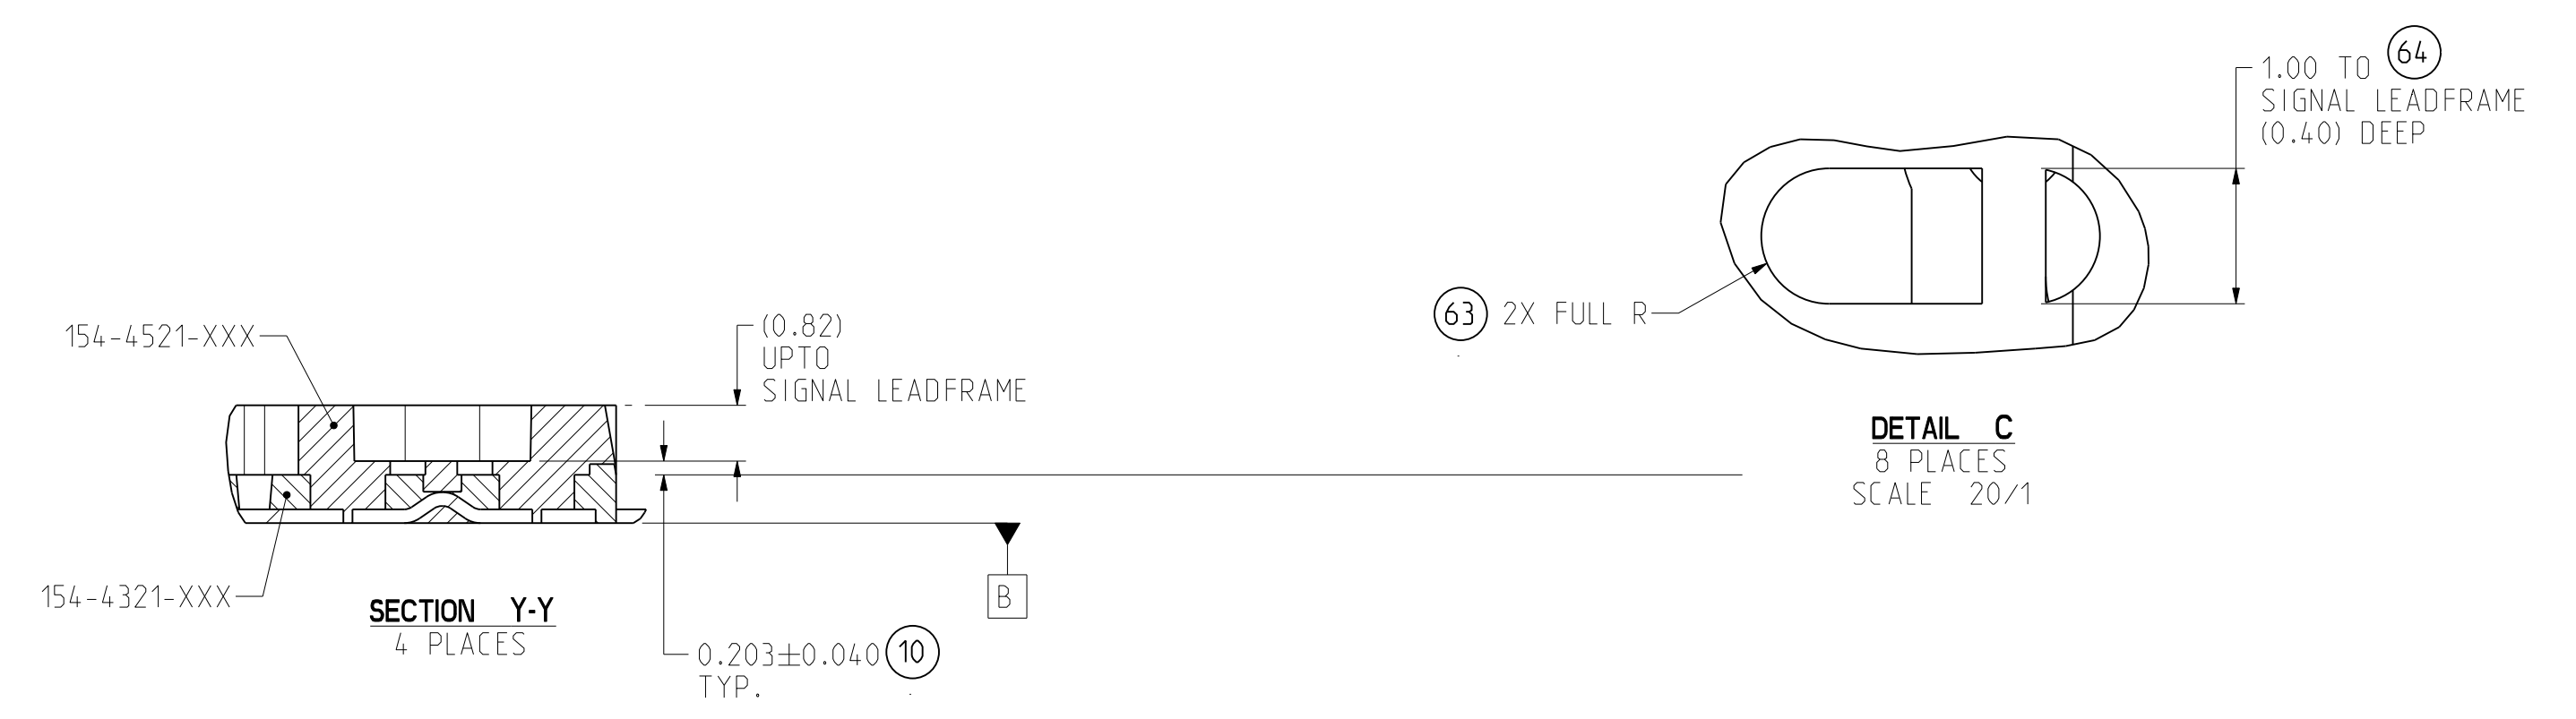 154-4521-XXX
(0.82)
UPTO
SIGNAL LEADFRAME
154-4321-XXX
SECTION Y-Y
4 PLACES
B
0.203±0.040 10
TYP.
1.00 TO 64
SIGNAL LEADFRAME
(0.40) DEEP
63 2X FULL R
DETAIL C
8 PLACES
SCALE 20/1